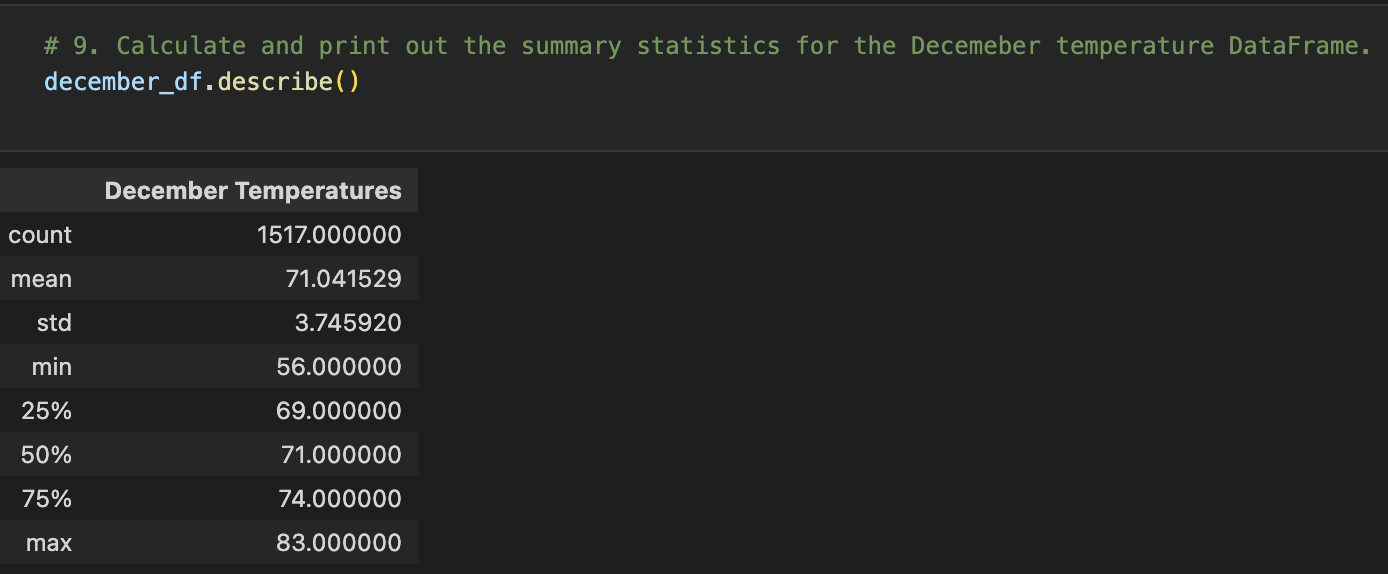 # 9. Calculate and print out the summary statistics for the Decemeber temperature DataFrame.
december_df.describe()
December Temperatures
count 1517.000000
mean 71.041529
std 3.745920
min 56.000000
25% 69.000000
50% 71.000000
75% 74.000000
max 83.000000